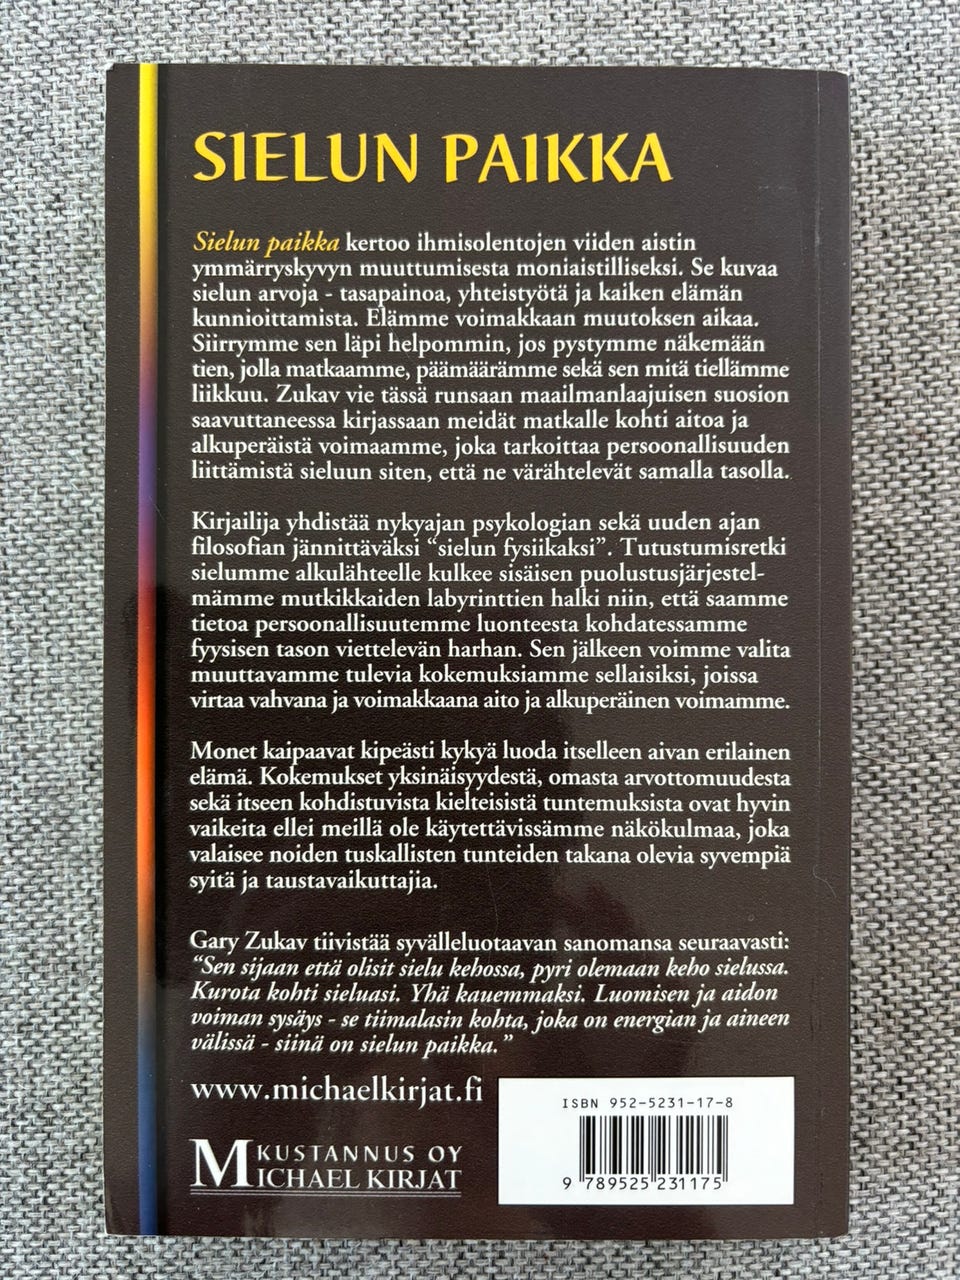 SIELUN PAIKKA
Sielun paikka kertoo ihmisolentojen viiden aistin
ymmärryskyvyn muuttumisesta moniaistilliseksi. Se kuvaa
sielun arvoja - tasapainoa, yhteistyötä ja kaiken elämän
kunnioittamista. Elämme voimakkaan muutoksen aikaa.
Siirrymme sen läpi helpommin, jos pystymme näkemään
tien, jolla matkaamme, päämäärämme sekä sen mitä tiellämme
liikkuu. Zukav vie tässä runsaan maailmanlaajuisen suosion
saavuttaneessa kirjassaan meidät matkalle kohti aitoa ja
alkuperäistä voimaamme, joka tarkoittaa persoonallisuuden
liittämistä sieluun siten, että ne värähtelevät samalla tasolla.
Kirjailija yhdistää nykyajan psykologian sekä uuden ajan
filosofian jännittäväksi “sielun fysiikaksi”. Tutustumisretki
sielumme alkulähteelle kulkee sisäisen puolustusjärjestel-
mämme mutkikkaiden labyrinttien halki niin, että saamme
tietoa persoonallisuutemme luonteesta kohdatessamme
fyysisen tason viettelevän harhan. Sen jälkeen voimme valita
muuttavamme tulevia kokemuksiamme sellaisiksi, joissa
virtaa vahvana ja voimakkaana aito ja alkuperäinen voimamme.
Monet kaipaavat kipeästi kykyä luoda itselleen aivan erilainen
elämä. Kokemukset yksinäisyydestä, omasta arvottomuudesta
sekä itseen kohdistuvista kielteisistä tuntemuksista ovat hyvin
vaikeita ellei meillä ole käytettävissämme näkökulmaa, joka
valaisee noiden tuskallisten tunteiden takana olevia syvempiä
syitä ja taustavaikuttajia.
Gary Zukav tiivistää syvälleluotaavan sanomansa seuraavasti:
“Sen sijaan että olisit sielu kehossa, pyri olemaan keho sielussa.
Kurota kohti sieluasi. Yhä kauemmaksi. Luomisen ja aidon
voiman sysäys - se tiimalasin kohta, joka on energian ja aineen
välissä - siinä on sielun paikka.”
www.michaelkirjat.fi
ISBN 952-5231-17-8
9 789525 231175
KUSTANNUS OY
MICHAEL KIRJAT